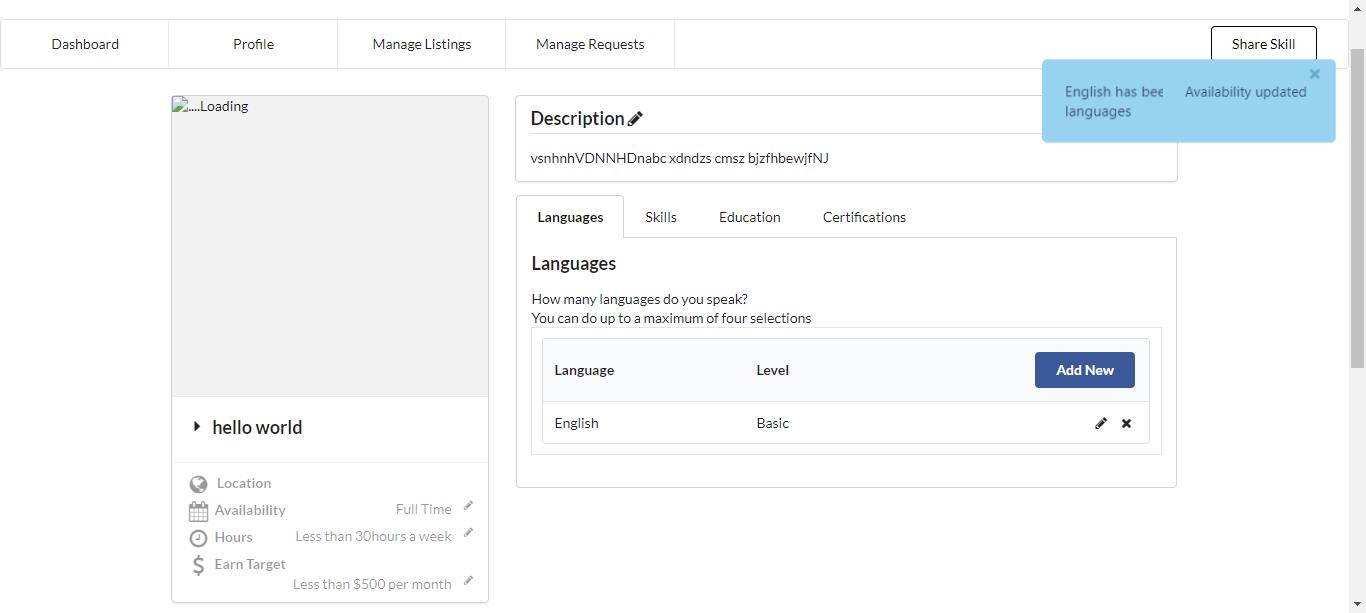 Dashboard
Profile
Manage Listings
Manage Requests
Share Skill
English has bee
languages
Availability updated
....Loading
Description
vsnhnhVDNNHDnabc xdndzs cmsz bjzfhbewjfNJ
Languages
Skills
Education
Certifications
Languages
How many languages do you speak?
You can do up to a maximum of four selections
Language
Level
Add New
English
Basic
hello world
Location
Availability
Full Time
Hours
Less than 30hours a week
Earn Target
Less than $500 per month